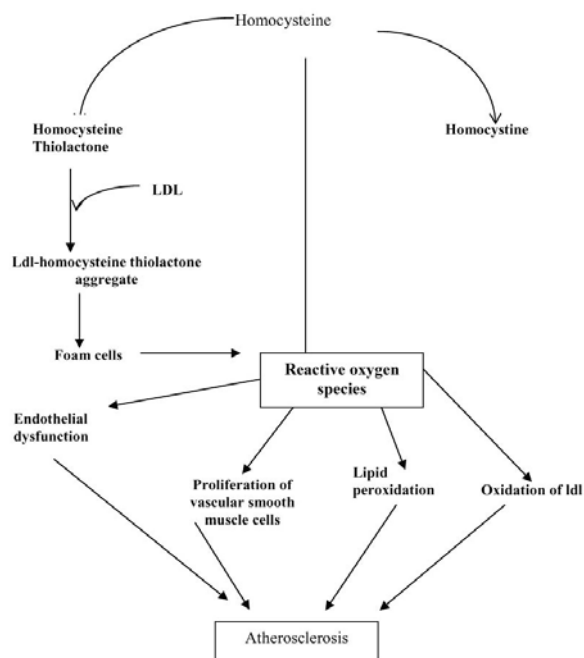 Homocysteine
Homocysteine
Thiolactone
Homocystine
LDL
Ldl-homocysteine thiolactone
aggregate
Foam cells
Reactive oxygen
species
Endothelial
dysfunction
Proliferation of
vascular smooth
muscle cells
Lipid
peroxidation
Oxidation of ldl
Atherosclerosis